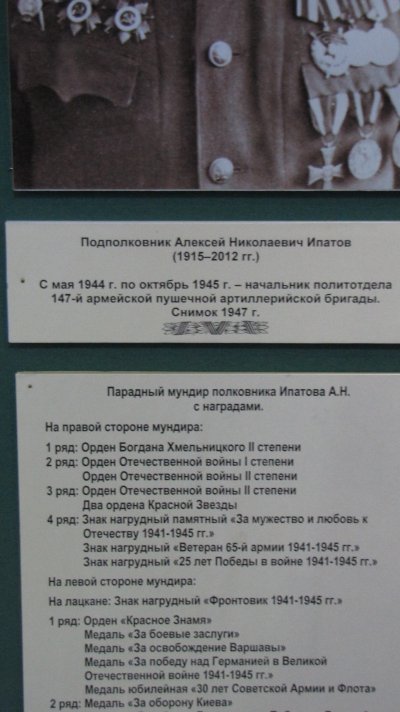 Подполковник Алексей Николаевич Ипатов
(1915–2012 гг.)
С мая 1944 г. по октябрь 1945 г. – начальник политотдела
147-й армейской пушечной артиллерийской бригады.
Снимок 1947 г.
Парадный мундир полковника Ипатова А.Н.
с наградами.
На правой стороне мундира:
1 ряд: Орден Богдана Хмельницкого II степени
2 ряд: Орден Отечественной войны I степени
Орден Отечественной войны II степени
3 ряд: Орден Отечественной войны II степени
Два ордена Красной Звезды
4 ряд: Знак нагрудный памятный «За мужество и любовь к
Отечеству 1941-1945 гг.»
Знак нагрудный «Ветеран 65-й армии 1941-1945 гг.»
Знак нагрудный «25 лет Победы в войне 1941-1945 гг.»
На левой стороне мундира:
На лацкане: Знак нагрудный «Фронтовик 1941-1945 гг.»
1 ряд: Орден «Красное Знамя»
Медаль «За боевые заслуги»
Медаль «За освобождение Варшавы»
Медаль «За победу над Германией в Великой
Отечественной войне 1941-1945 гг.»
Медаль юбилейная «30 лет Советской Армии и Флота»
2 ряд: Медаль «За оборону Киева»